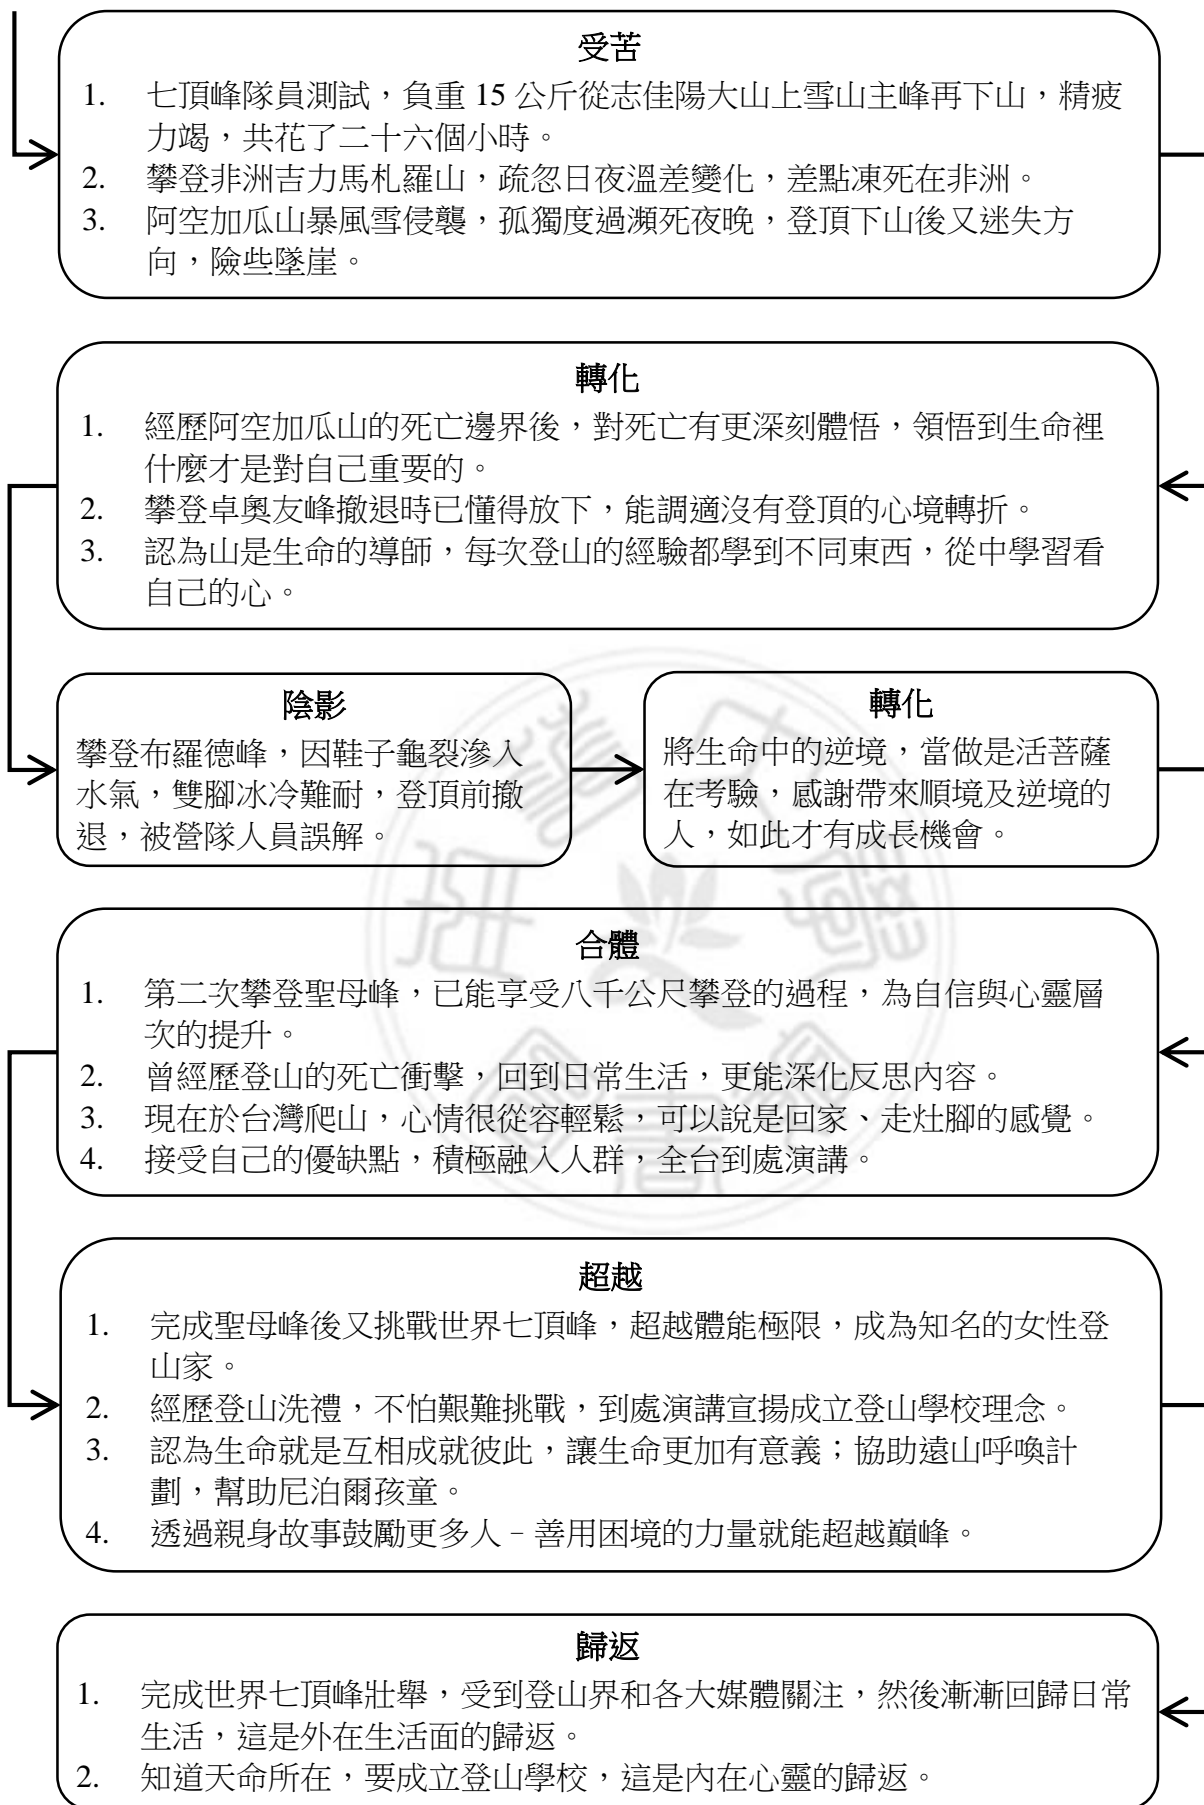 受苦
1. 七頂峰隊員測試，負重 15 公斤從志佳陽大山上雪山主峰再下山，精疲
力竭，共花了二十六個小時。
2. 攀登非洲吉力馬札羅山，疏忽日夜溫差變化，差點凍死在非洲。
3. 阿空加瓜山暴風雪侵襲，孤獨度過瀕死夜晚，登頂下山後又迷失方
向，險些墜崖。
轉化
1. 經歷阿空加瓜山的死亡邊界後，對死亡有更深刻體悟，領悟到生命裡
什麼才是對自己重要的。
2. 攀登卓奧友峰撤退時已懂得放下，能調適沒有登頂的心境轉折。
3. 認為山是生命的導師，每次登山的經驗都學到不同東西，從中學習看
自己的心。
陰影
攀登布羅德峰，因鞋子龜裂滲入
水氣，雙腳冰冷難耐，登頂前撤
退，被營隊人員誤解。
轉化
將生命中的逆境，當做是活菩薩
在考驗，感謝帶來順境及逆境的
人，如此才有成長機會。
合體
1. 第二次攀登聖母峰，已能享受八千公尺攀登的過程，為自信與心靈層
次的提升。
2. 曾經歷登山的死亡衝擊，回到日常生活，更能深化反思內容。
3. 現在於台灣爬山，心情很從容輕鬆，可以說是回家、走灶腳的感覺。
4. 接受自己的優缺點，積極融入人群，全台到處演講。
超越
1. 完成聖母峰後又挑戰世界七頂峰，超越體能極限，成為知名的女性登
山家。
2. 經歷登山洗禮，不怕艱難挑戰，到處演講宣揚成立登山學校理念。
3. 認為生命就是互相成就彼此，讓生命更加有意義；協助遠山呼喚計
劃，幫助尼泊爾孩童。
4. 透過親身故事鼓勵更多人–善用困境的力量就能超越巔峰。
歸返
1. 完成世界七頂峰壯舉，受到登山界和各大媒體關注，然後漸漸回歸日常
生活，這是外在生活面的歸返。
2. 知道天命所在，要成立登山學校，這是內在心靈的歸返。